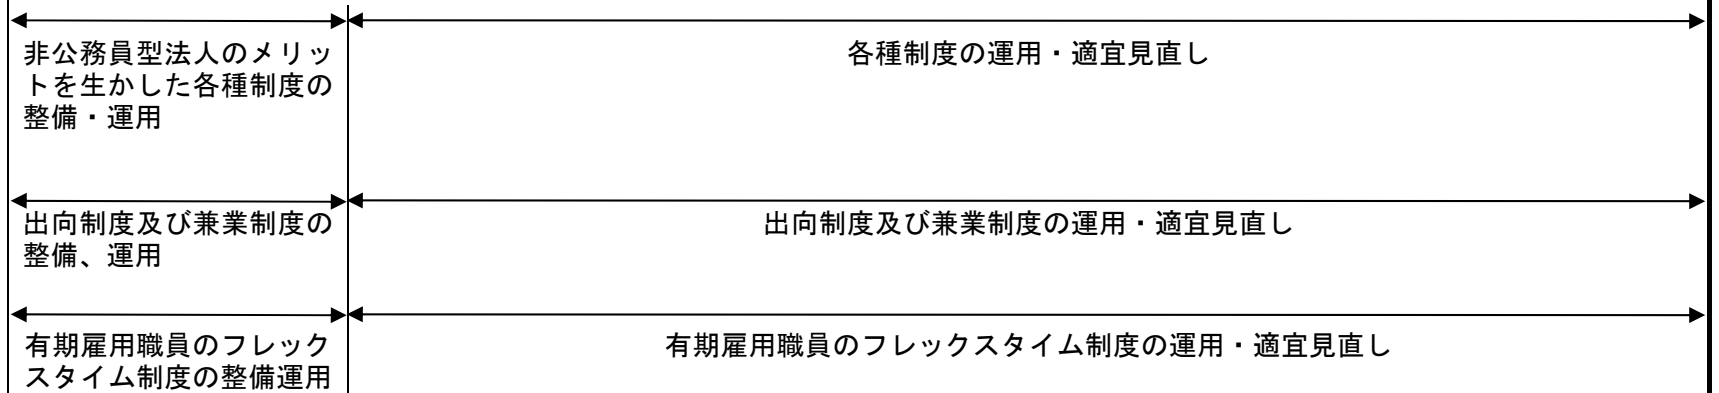 非公務員型法人のメリッ
トを生かした各種制度の
整備・運用
各種制度の運用・適宜見直し
出向制度及び兼業制度の
整備、運用
出向制度及び兼業制度の運用・適宜見直し
有期雇用職員のフレック
スタイム制度の整備運用
有期雇用職員のフレックスタイム制度の運用・適宜見直し